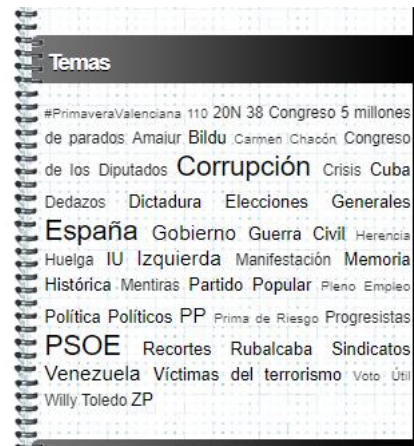 Temas
#PrimaveraValenciana 110 20N 38 Congreso 5 millones
de parados Amaiur Bildu Carmen Chacón Congreso
de los Diputados Corrupción Crisis Cuba
Dedazos Dictadura Elecciones Generales
España Gobierno Guerra Civil Herencia
Huelga IU Izquierda Manifestación Memoria
Histórica Mentiras Partido Popular Pleno Empleo
Política Políticos PP Prima de Riesgo Progresistas
PSOE Recortes Rubalcaba Sindicatos
Venezuela Víctimas del terrorismo Voto Útil
Willy Toledo ZP